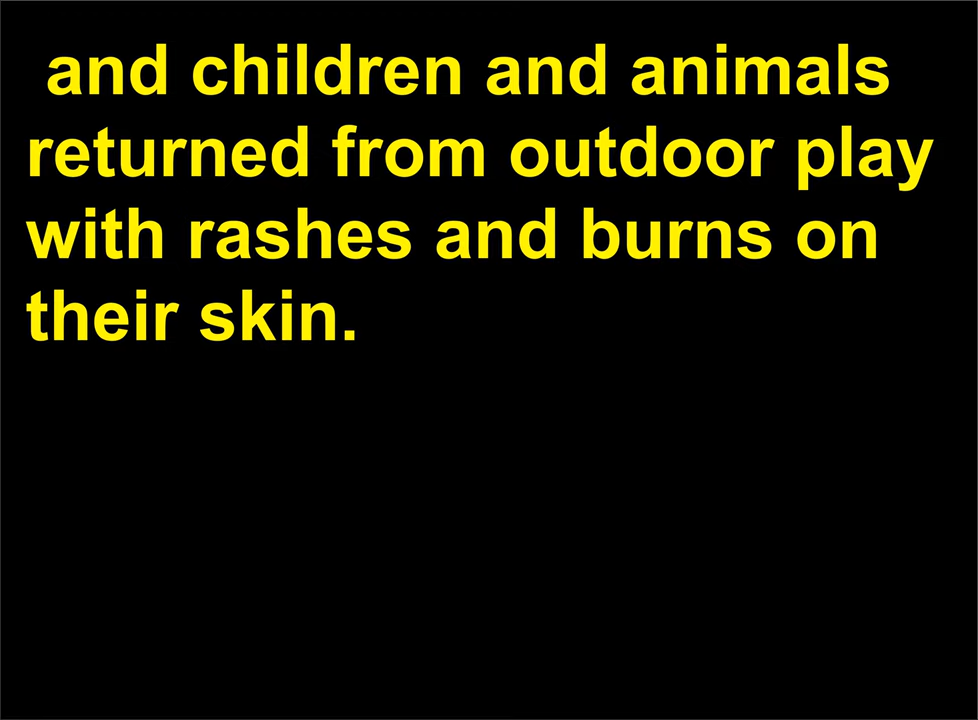 and children and animals
returned from outdoor play
with rashes and burns on
their skin.